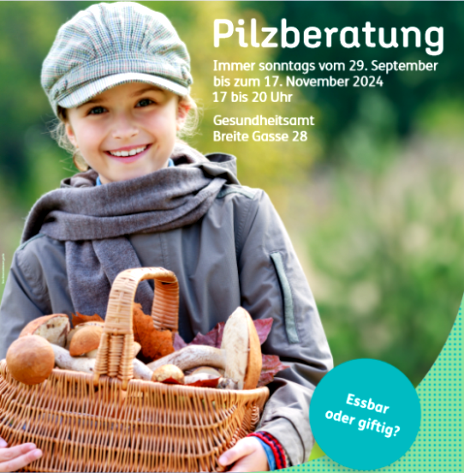 Pilzberatung
Immer sonntags vom 29. September
bis zum 17. November 2024
17 bis 20 Uhr
Gesundheitsamt
Breite Gasse 28
Essbar
oder giftig?